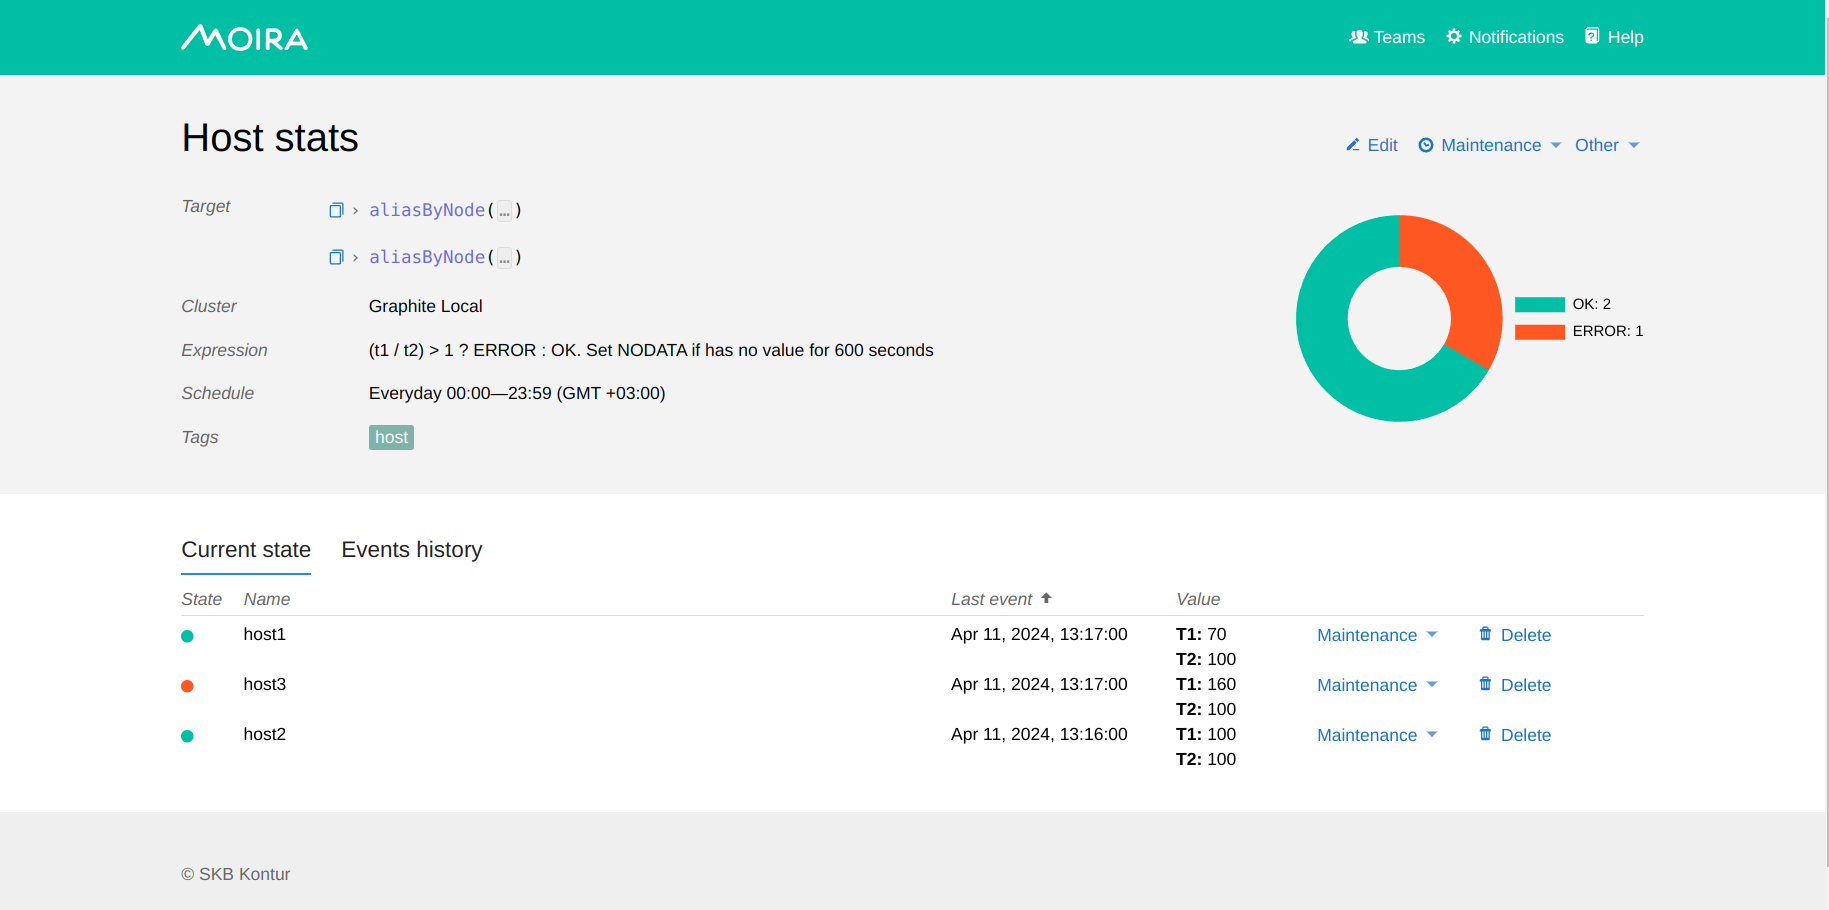 MOIRA
Teams Notifications Help
Host stats
Edit Maintenance Other
Target › aliasByNode(…)
› aliasByNode(…)
Cluster Graphite Local
Expression (t1 / t2) > 1 ? ERROR : OK. Set NODATA if has no value for 600 seconds
Schedule Everyday 00:00—23:59 (GMT +03:00)
Tags host
OK: 2
ERROR: 1
Current state Events history
State Name Last event Value
host1 Apr 11, 2024, 13:17:00 T1: 70 Maintenance Delete
T2: 100
host3 Apr 11, 2024, 13:17:00 T1: 160 Maintenance Delete
T2: 100
host2 Apr 11, 2024, 13:16:00 T1: 100 Maintenance Delete
T2: 100
© SKB Kontur